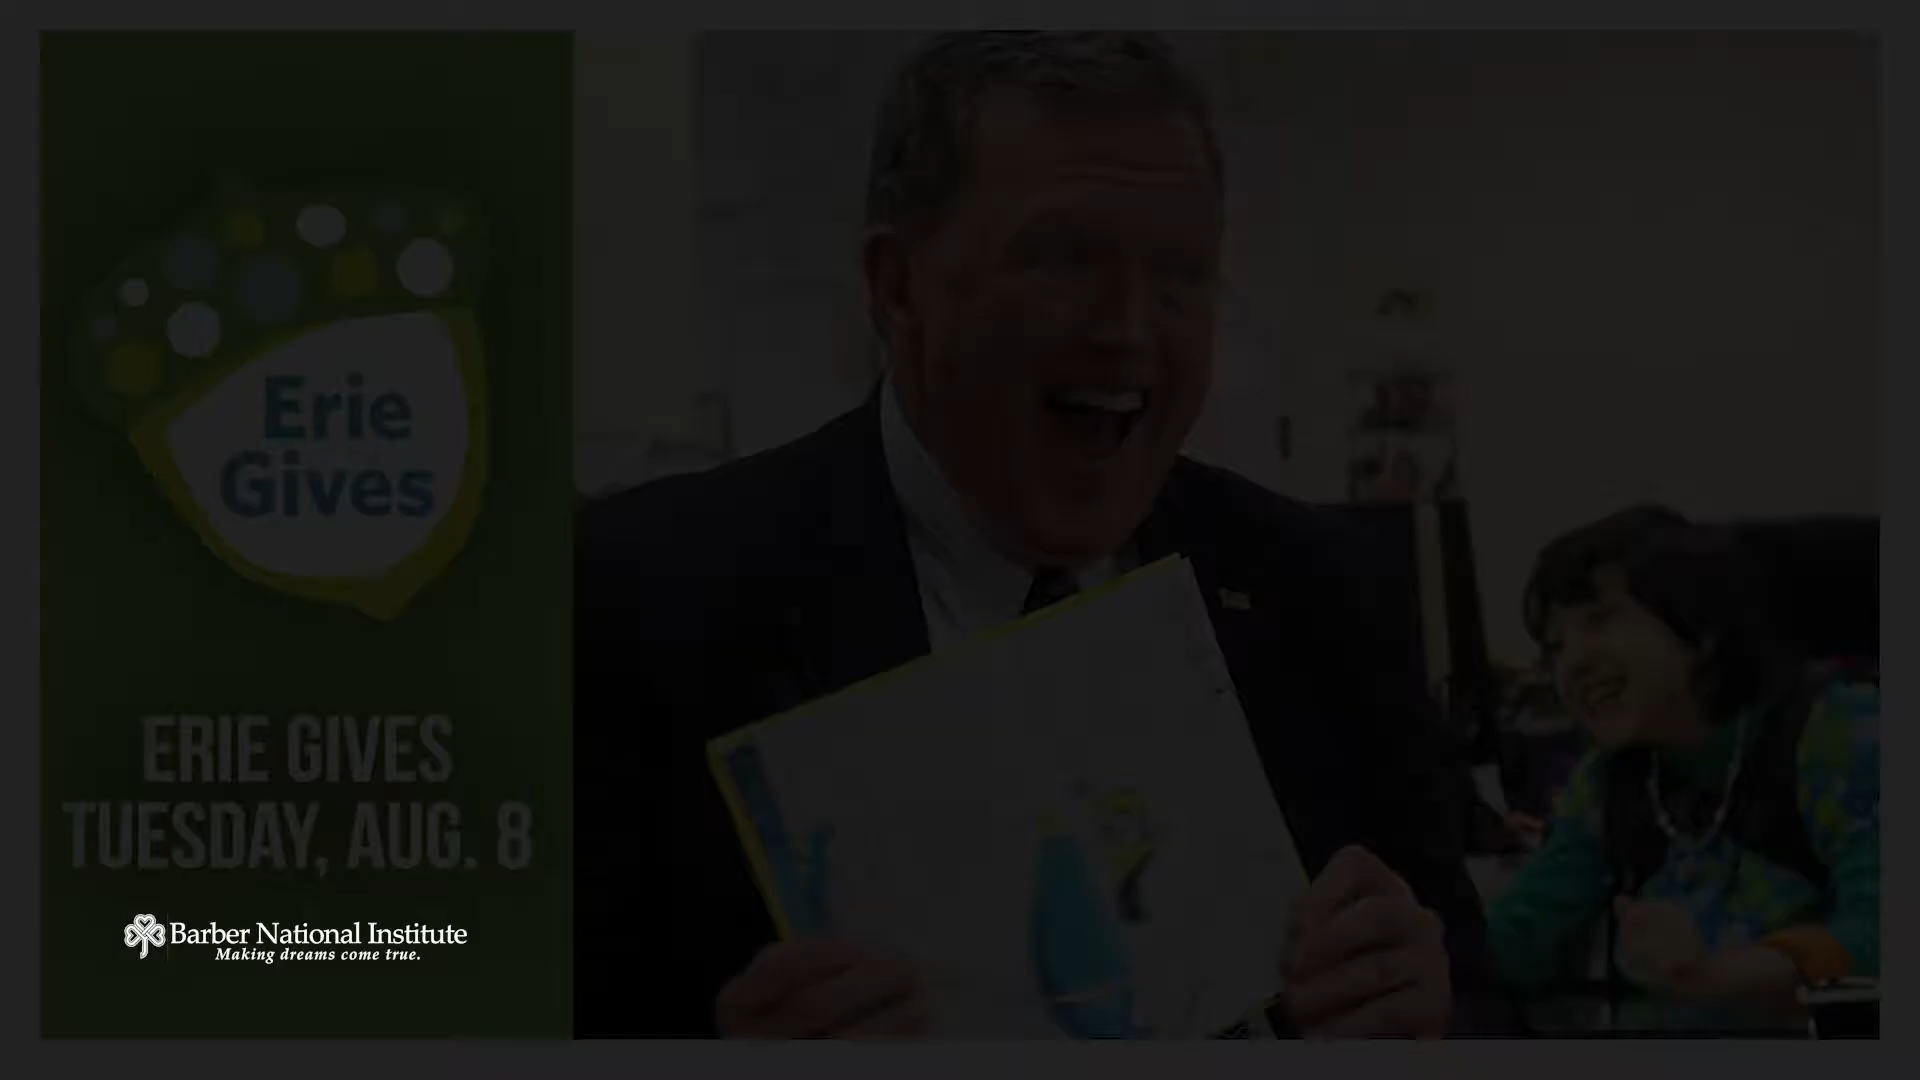 Erie
Gives
ERIE GIVES
TUESDAY, AUG. 8
Barber National Institute
Making dreams come true.